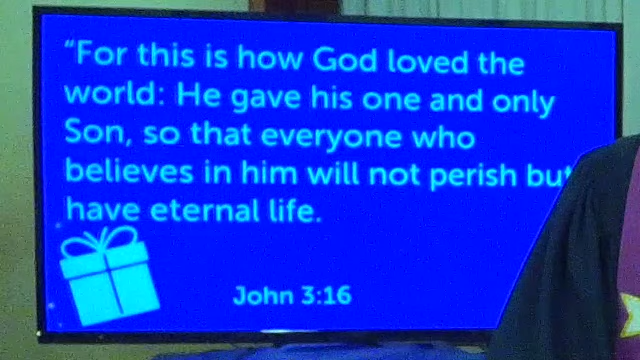 “For this is how God loved the
world: He gave his one and only
Son, so that everyone who
believes in him will not perish but
have eternal life.
John 3:16